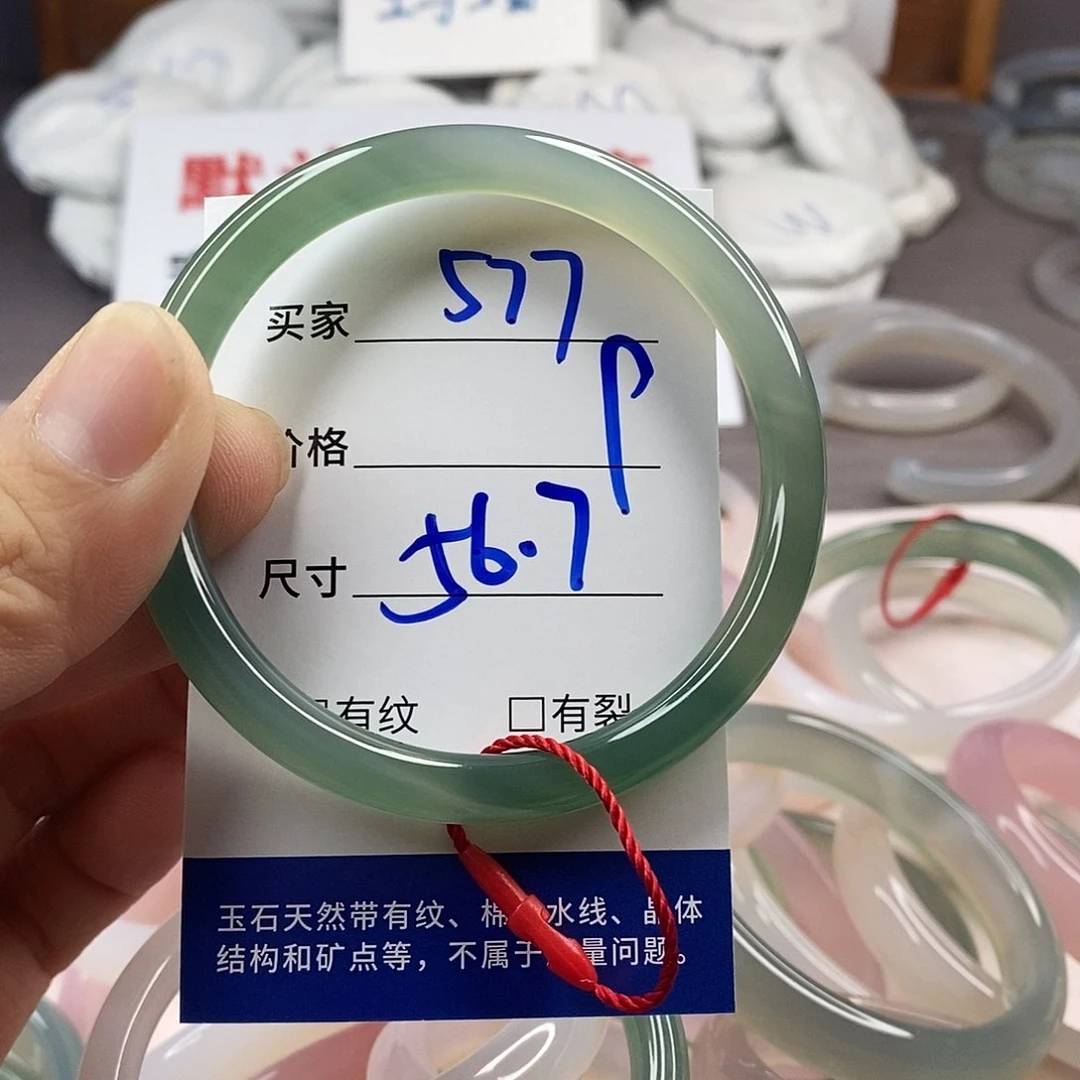 默
买家 577
价格 P
尺寸 56.7
有纹 □有裂
玉石天然带有纹、棉、水线、晶体
结构和矿点等，不属于质量问题。